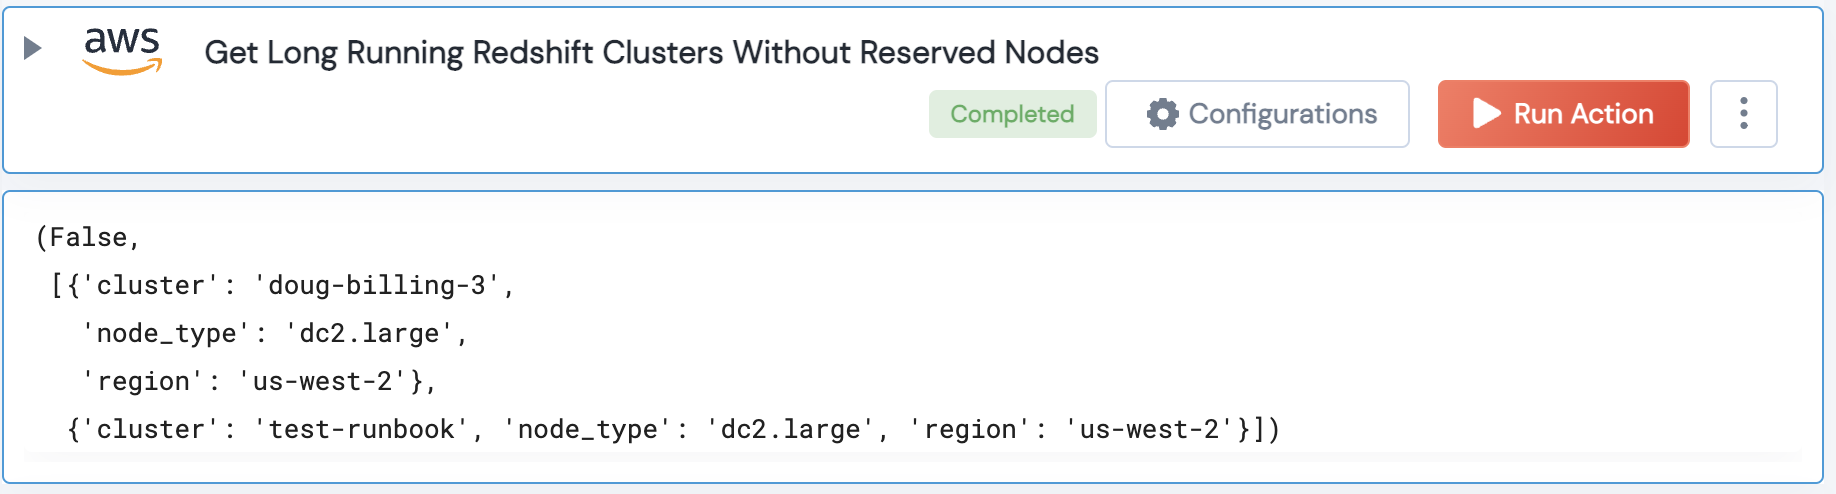 aws
Get Long Running Redshift Clusters Without Reserved Nodes
Completed
Configurations
Run Action
(False,
 [{'cluster': 'doug-billing-3',
   'node_type': 'dc2.large',
   'region': 'us-west-2'},
  {'cluster': 'test-runbook', 'node_type': 'dc2.large', 'region': 'us-west-2'}])